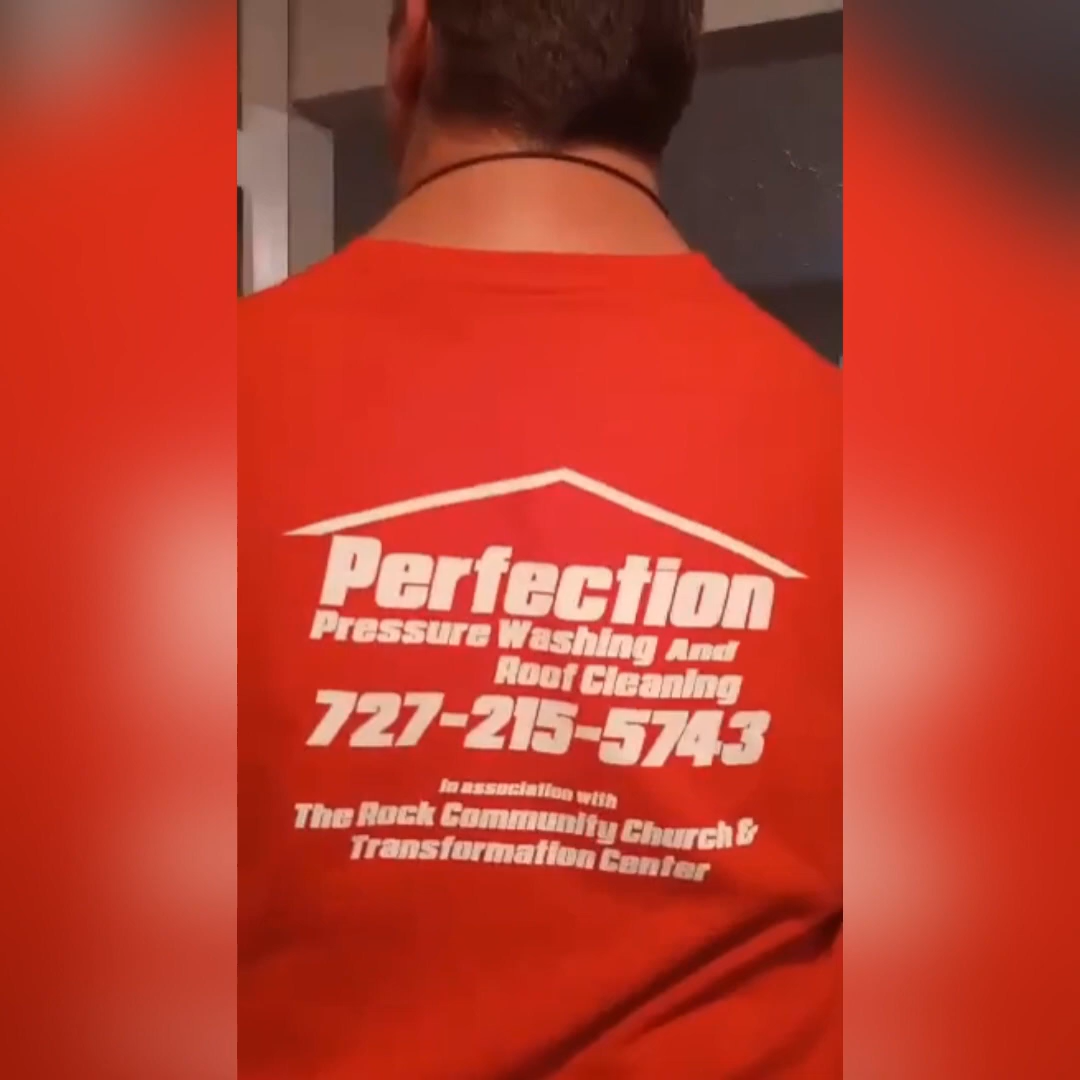 Perfection
Pressure Washing And
Roof Cleaning
727-215-5743
In association with
The Rock Community Church &
Transformation Center